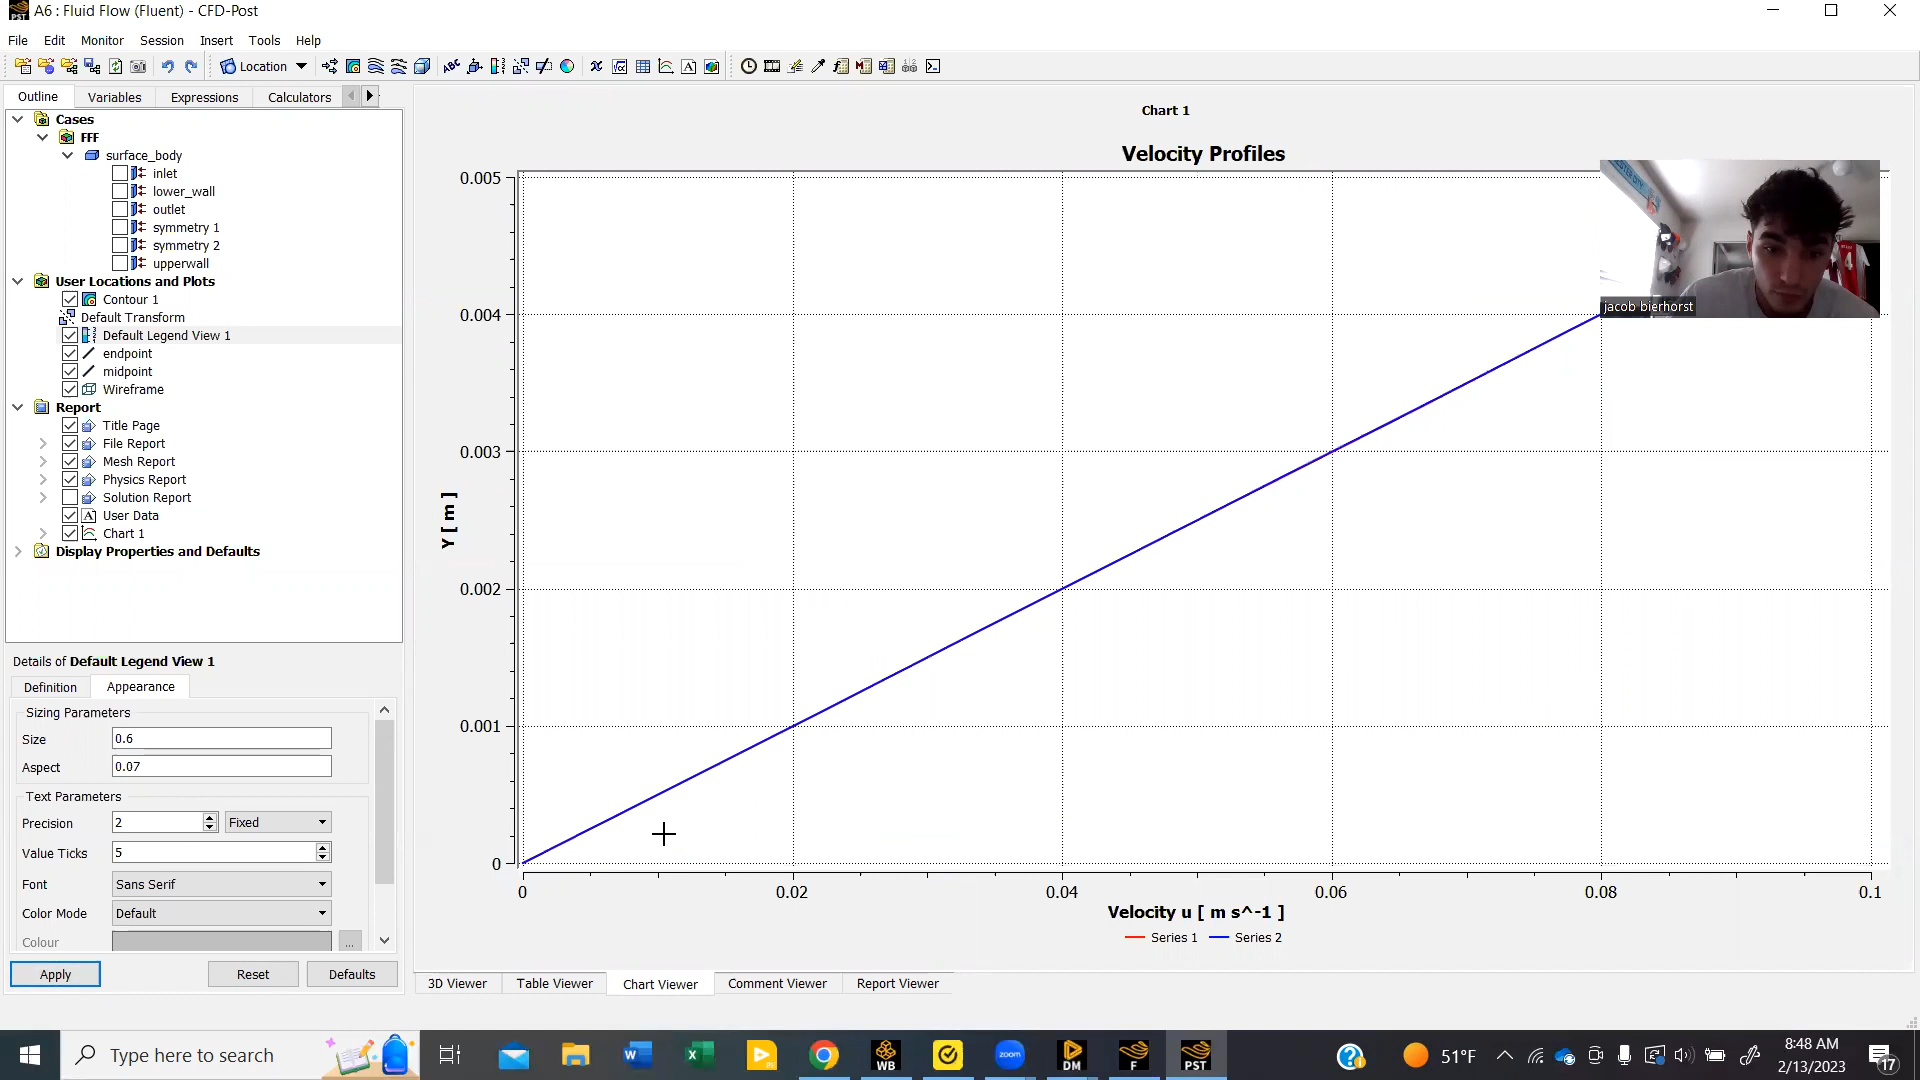 A6 : Fluid Flow (Fluent) - CFD-Post
File Edit Monitor Session Insert Tools Help
Location
Outline Variables Expressions Calculators
Cases
FFF
surface_body
inlet
lower_wall
outlet
symmetry 1
symmetry 2
upperwall
User Locations and Plots
Contour 1
Default Transform
Default Legend View 1
endpoint
midpoint
Wireframe
Report
Title Page
File Report
Mesh Report
Physics Report
Solution Report
User Data
Chart 1
Display Properties and Defaults
Details of Default Legend View 1
Definition Appearance
Sizing Parameters
Size 0.6
Aspect 0.07
Text Parameters
Precision 2 Fixed
Value Ticks 5
Font Sans Serif
Color Mode Default
Colour ...
Apply Reset Defaults
Chart 1
Velocity Profiles
0.005
0.004
0.003
0.002
0.001
0
Y [ m ]
0 0.02 0.04 0.06 0.08 0.1
Velocity u [ m s^-1 ]
Series 1 Series 2
jacob bierhorst
3D Viewer Table Viewer Chart Viewer Comment Viewer Report Viewer
Type here to search
WB
zoom
DM
F
PST
51°F
8:48 AM
2/13/2023
17